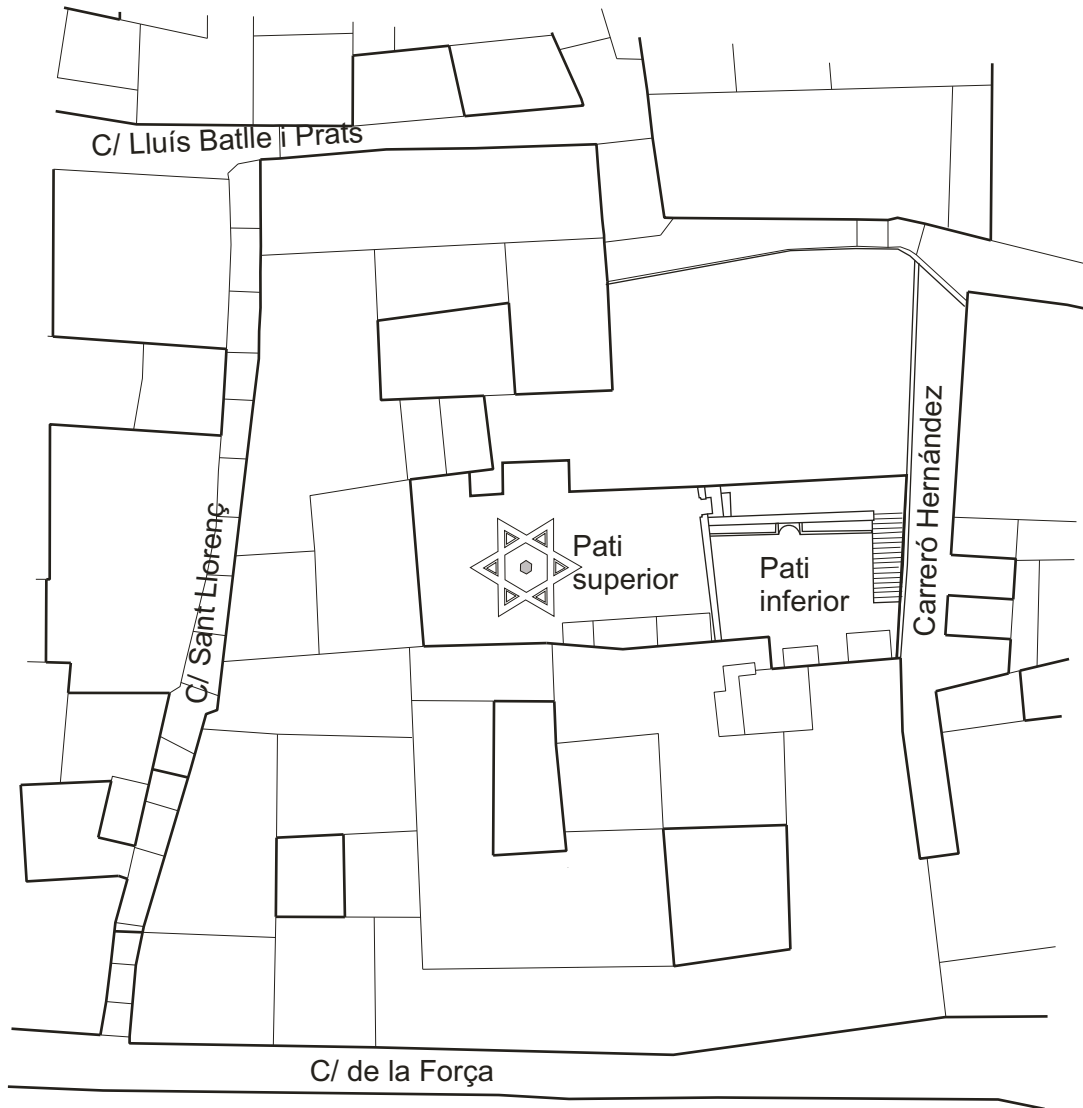 C/ Lluís Batlle i Prats
Carreró Hernández
Pati
superior
Pati
inferior
C/ Sant Llorenç
C/ de la Força